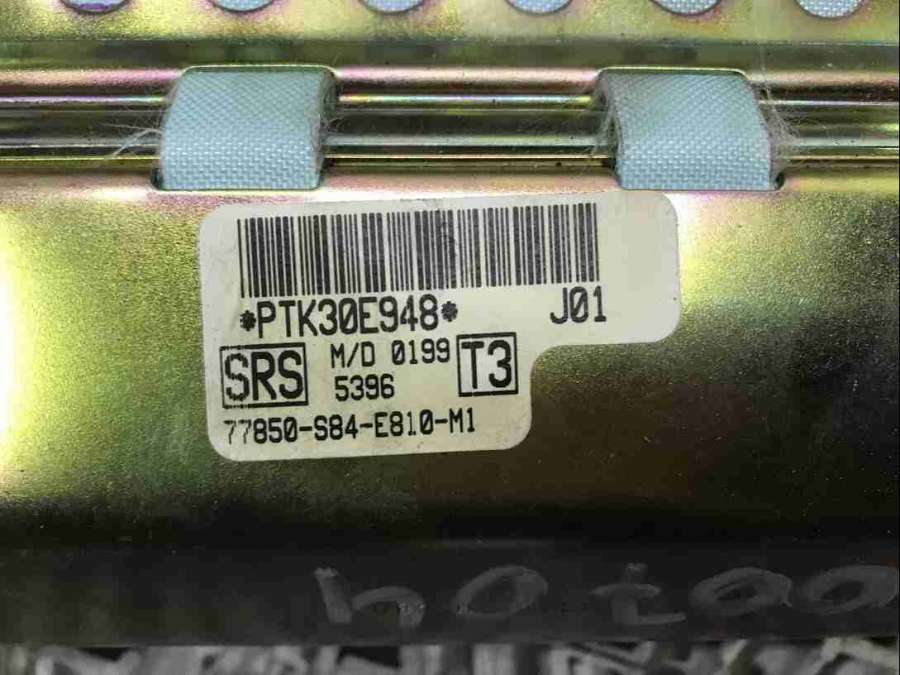 *PTK30E948*
J01
SRS
M/D 0199
T3
5396
77850-S84-E810-M1